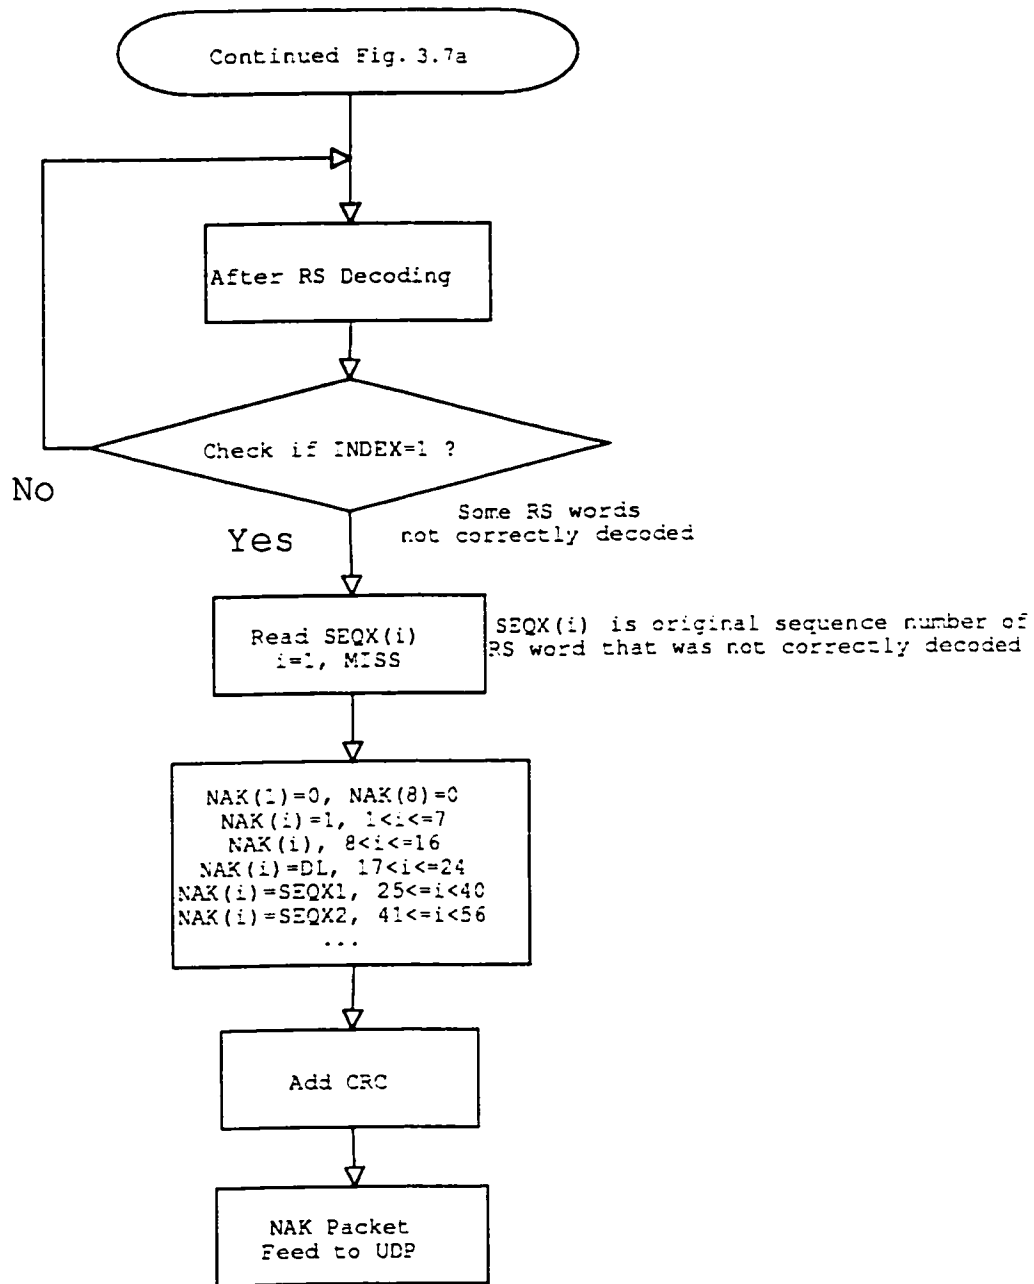 Continued Fig. 3.7a
After RS Decoding
Check if INDEX=1 ?
No
Some RS words
not correctly decoded
Yes
Read SEQX(i)
i=1, MISS
SEQX(i) is original sequence number of
RS word that was not correctly decoded
NAK(1)=0, NAK(8)=0
NAK(i)=1, 1<i<=7
NAK(i), 8<i<=16
NAK(i)=DL, 17<i<=24
NAK(i)=SEQX1, 25<=i<40
NAK(i)=SEQX2, 41<=i<56
...
Add CRC
NAK Packet
Feed to UDP